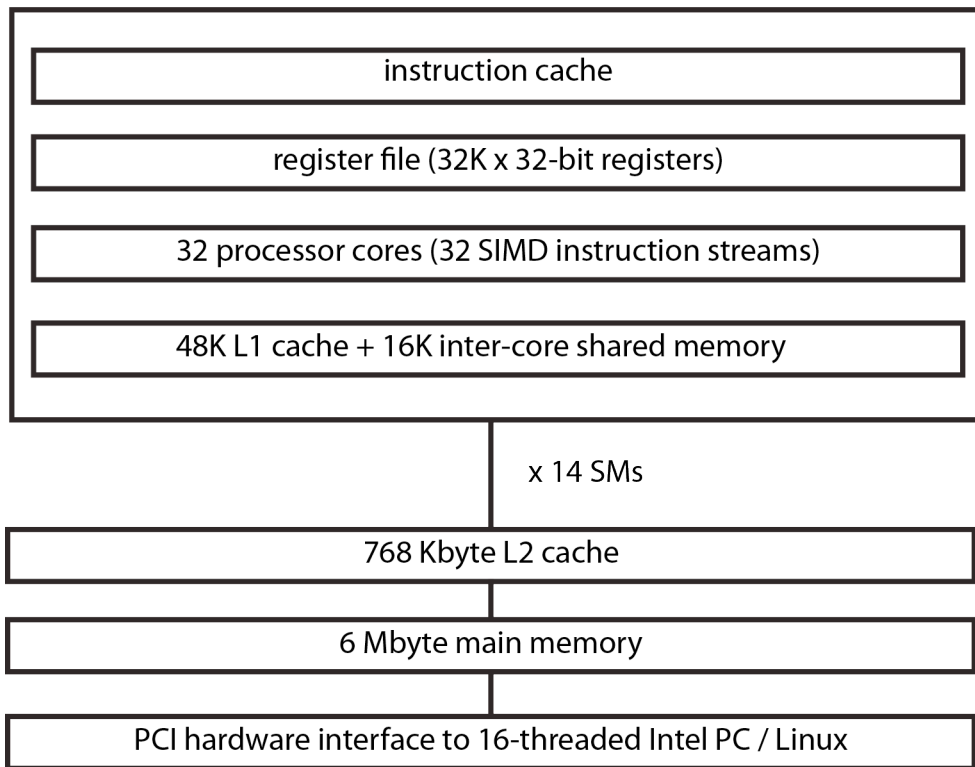 instruction cache
register file (32K x 32-bit registers)
32 processor cores (32 SIMD instruction streams)
48K L1 cache + 16K inter-core shared memory
x 14 SMs
768 Kbyte L2 cache
6 Mbyte main memory
PCI hardware interface to 16-threaded Intel PC / Linux